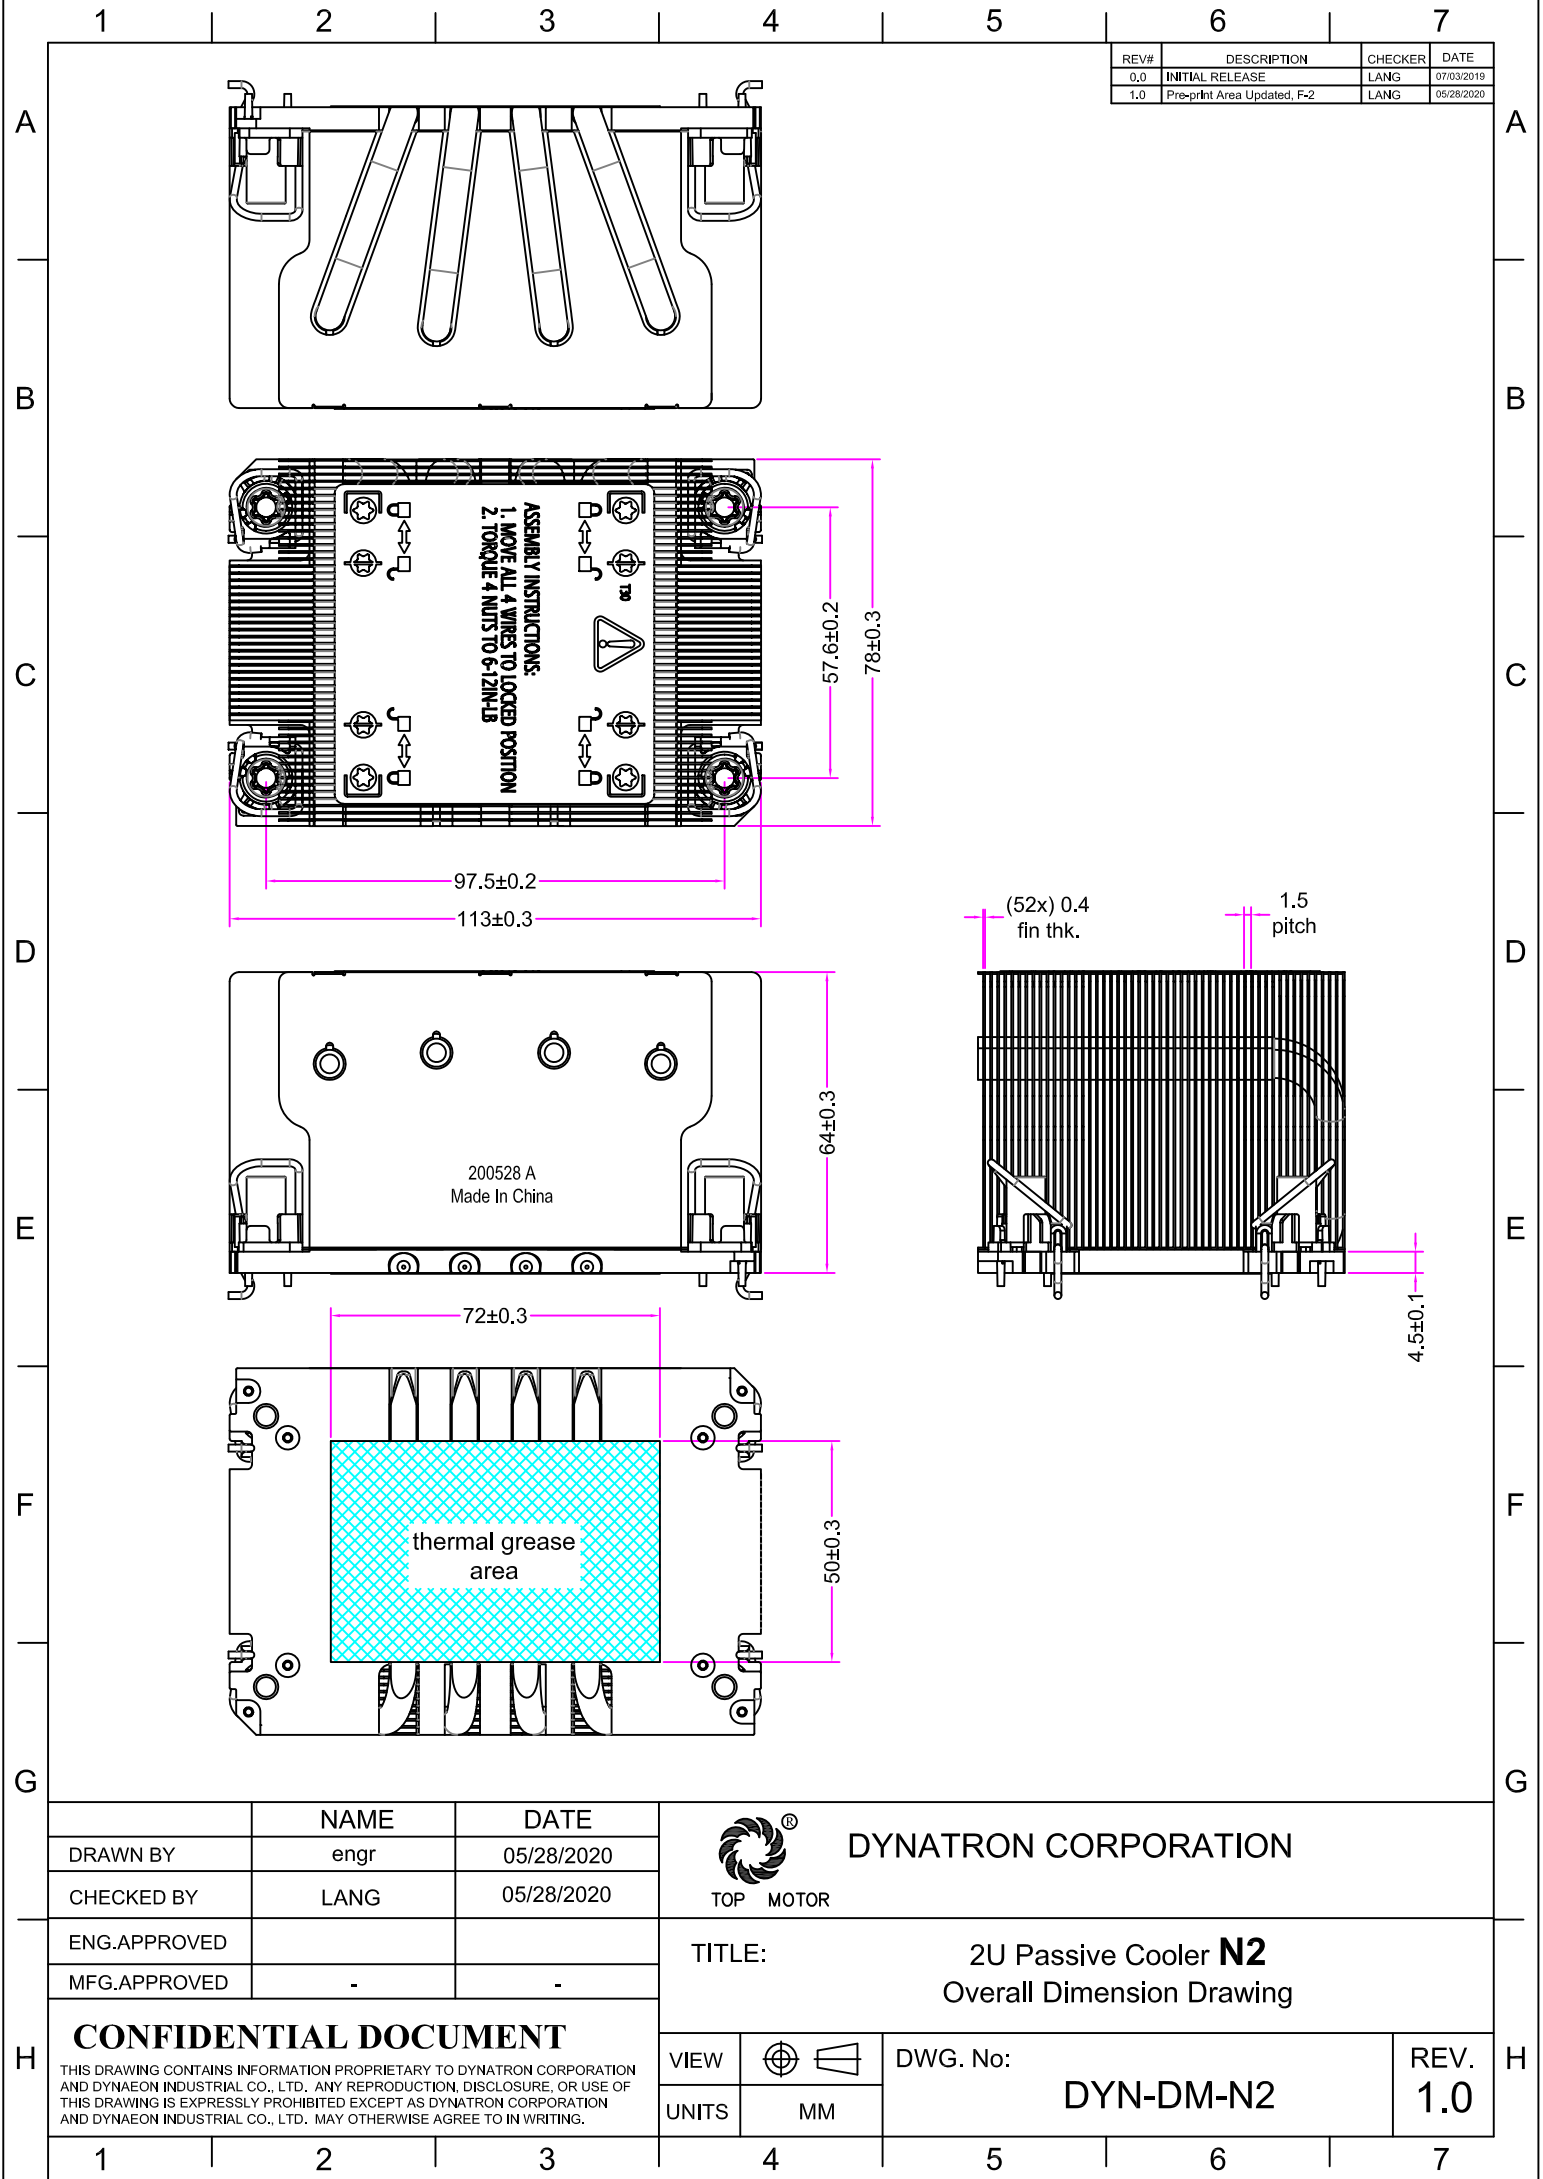 1 2 3 4 5 6 7
REV# DESCRIPTION CHECKER DATE
0.0 INITIAL RELEASE LANG 07/03/2019
1.0 Pre-print Area Updated, F-2 LANG 05/28/2020
A A
B B
ASSEMBLY INSTRUCTIONS:
1. MOVE ALL 4 WIRES TO LOCKED POSITION
2. TORQUE 4 NUTS TO 6-12IN-LB
T30
57.6±0.2
78±0.3
C C
97.5±0.2
113±0.3
(52x) 0.4
fin thk.
1.5
pitch
D D
64±0.3
200528 A
Made In China
E E
4.5±0.1
72±0.3
thermal grease
area
50±0.3
F F
G G
NAME DATE
DRAWN BY engr 05/28/2020
CHECKED BY LANG 05/28/2020
ENG.APPROVED
MFG.APPROVED - -
®
TOP MOTOR
DYNATRON CORPORATION
TITLE:
2U Passive Cooler N2
Overall Dimension Drawing
CONFIDENTIAL DOCUMENT
THIS DRAWING CONTAINS INFORMATION PROPRIETARY TO DYNATRON CORPORATION
AND DYNAEON INDUSTRIAL CO., LTD. ANY REPRODUCTION, DISCLOSURE, OR USE OF
THIS DRAWING IS EXPRESSLY PROHIBITED EXCEPT AS DYNATRON CORPORATION
AND DYNAEON INDUSTRIAL CO., LTD. MAY OTHERWISE AGREE TO IN WRITING.
VIEW
UNITS MM
DWG. No:
DYN-DM-N2
REV.
1.0
H H
1 2 3 4 5 6 7